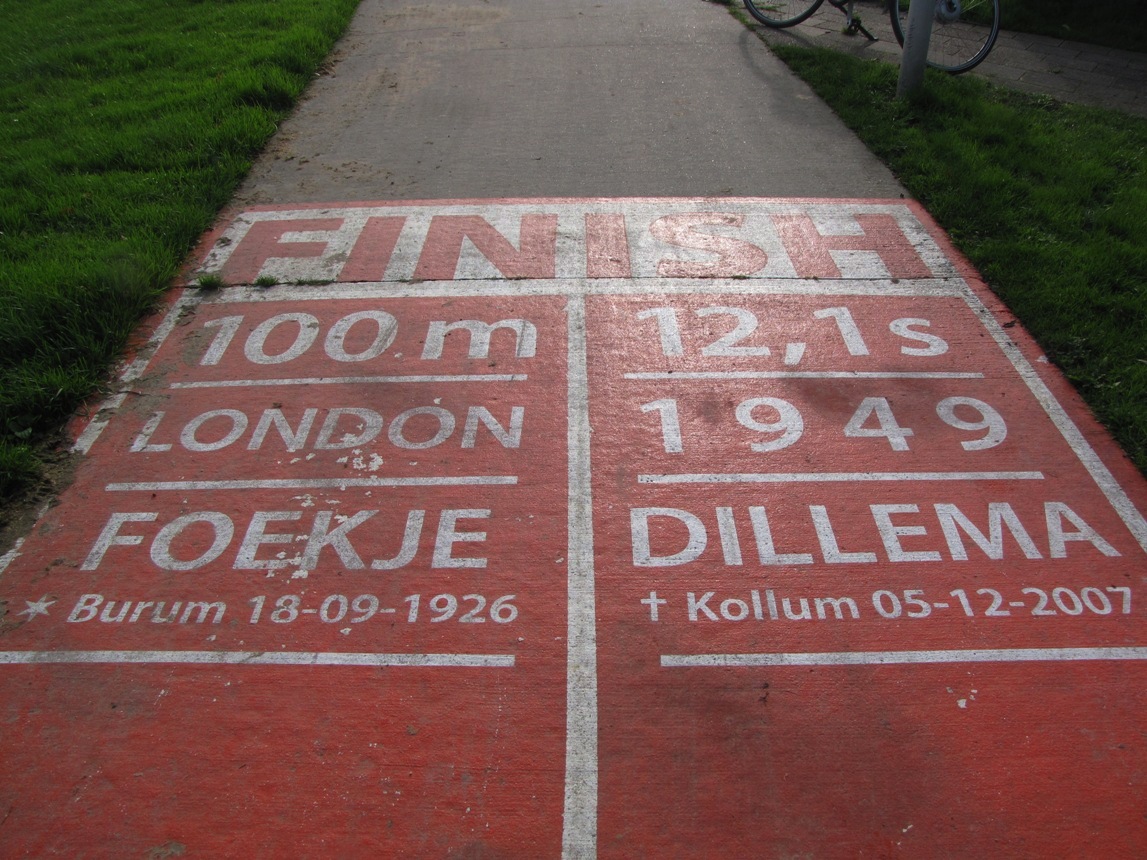 FINISH
100 m 12,1 s
LONDON 1949
FOEKJE DILLEMA
★ Burum 18-09-1926 † Kollum 05-12-2007